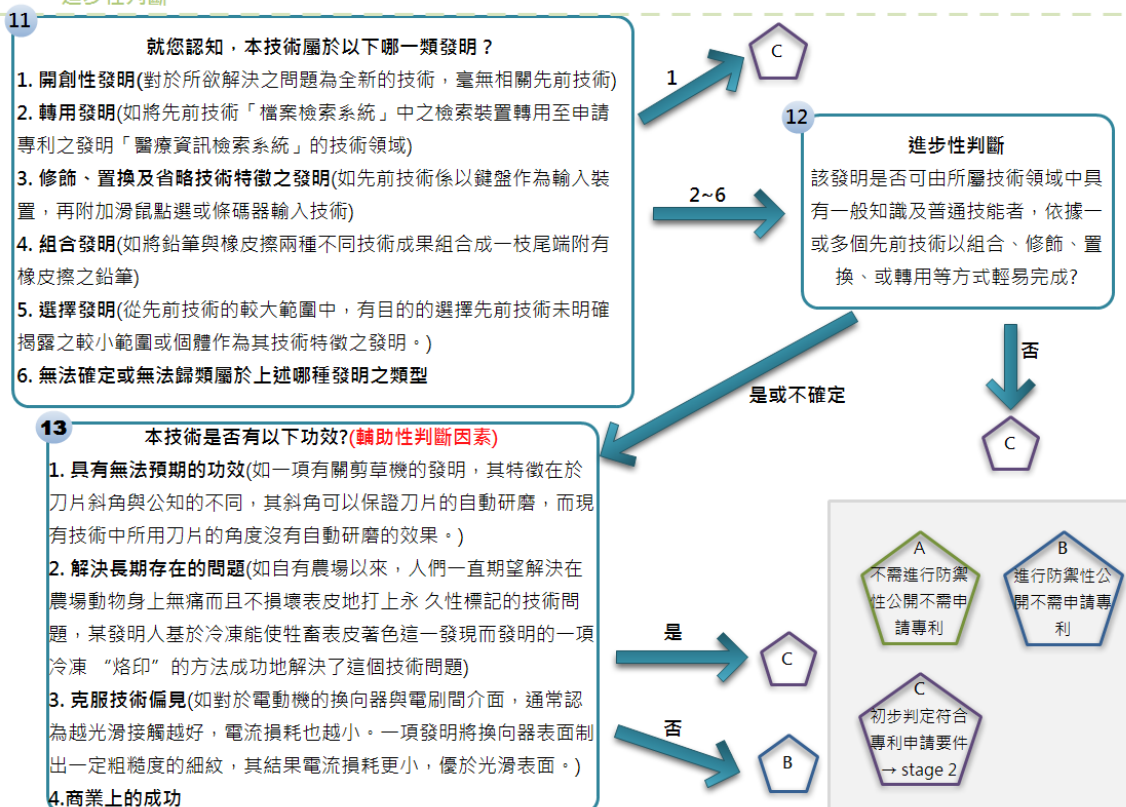 進步性判斷
11
就您認知，本技術屬於以下哪一類發明？
1. 開創性發明(對於所欲解決之問題為全新的技術，毫無相關先前技術)
2. 轉用發明(如將先前技術「檔案檢索系統」中之檢索裝置轉用至申請
專利之發明「醫療資訊檢索系統」的技術領域)
3. 修飾、置換及省略技術特徵之發明(如先前技術係以鍵盤作為輸入裝
置，再附加滑鼠點選或條碼器輸入技術)
4. 組合發明(如將鉛筆與橡皮擦兩種不同技術成果組合成一枝尾端附有
橡皮擦之鉛筆)
5. 選擇發明(從先前技術的較大範圍中，有目的的選擇先前技術未明確
揭露之較小範圍或個體作為其技術特徵之發明。)
6. 無法確定或無法歸類屬於上述哪種發明之類型
1
C
2~6
12
進步性判斷
該發明是否可由所屬技術領域中具
有一般知識及普通技能者，依據一
或多個先前技術以組合、修飾、置
換、或轉用等方式輕易完成?
否
C
是或不確定
13
本技術是否有以下功效?(輔助性判斷因素)
1. 具有無法預期的功效(如一項有關剪草機的發明，其特徵在於
刀片斜角與公知的不同，其斜角可以保證刀片的自動研磨，而現
有技術中所用刀片的角度沒有自動研磨的效果。)
2. 解決長期存在的問題(如自有農場以來，人們一直期望解決在
農場動物身上無痛而且不損壞表皮地打上永 久性標記的技術問
題，某發明人基於冷凍能使牲畜表皮著色這一發現而發明的一項
冷凍 “烙印”的方法成功地解決了這個技術問題)
3. 克服技術偏見(如對於電動機的換向器與電刷間介面，通常認
為越光滑接觸越好，電流損耗也越小。一項發明將換向器表面制
出一定粗糙度的細紋，其結果電流損耗更小，優於光滑表面。)
4.商業上的成功
是
C
否
B
A
不需進行防禦
性公開不需申
請專利
B
進行防禦性公
開不需申請專
利
C
初步判定符合
專利申請要件
→ stage 2